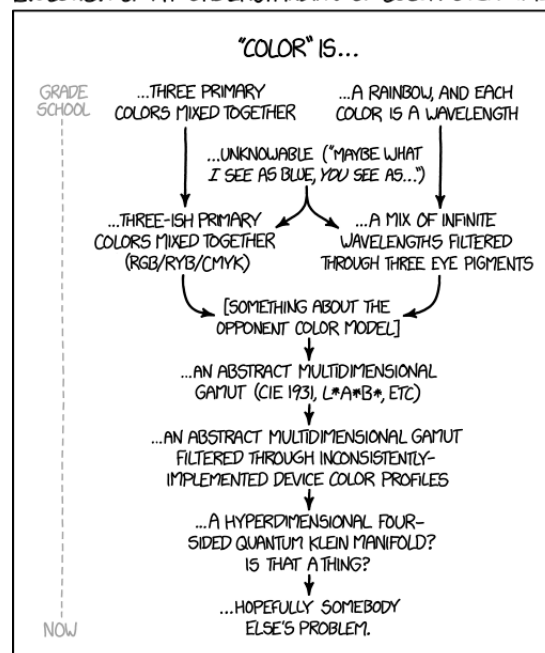 "COLOR" IS...
GRADE
SCHOOL
...THREE PRIMARY
COLORS MIXED TOGETHER
...A RAINBOW, AND EACH
COLOR IS A WAVELENGTH
...UNKNOWABLE ("MAYBE WHAT
I SEE AS BLUE, YOU SEE AS...")
...THREE-ISH PRIMARY
COLORS MIXED TOGETHER
(RGB/RYB/CMYK)
...A MIX OF INFINITE
WAVELENGTHS FILTERED
THROUGH THREE EYE PIGMENTS
[SOMETHING ABOUT THE
OPPONENT COLOR MODEL]
...AN ABSTRACT MULTIDIMENSIONAL
GAMUT (CIE 1931, L*A*B*, ETC)
...AN ABSTRACT MULTIDIMENSIONAL GAMUT
FILTERED THROUGH INCONSISTENTLY-
IMPLEMENTED DEVICE COLOR PROFILES
...A HYPERDIMENSIONAL FOUR-
SIDED QUANTUM KLEIN MANIFOLD?
IS THAT A THING?
...HOPEFULLY SOMEBODY
ELSE'S PROBLEM.
NOW